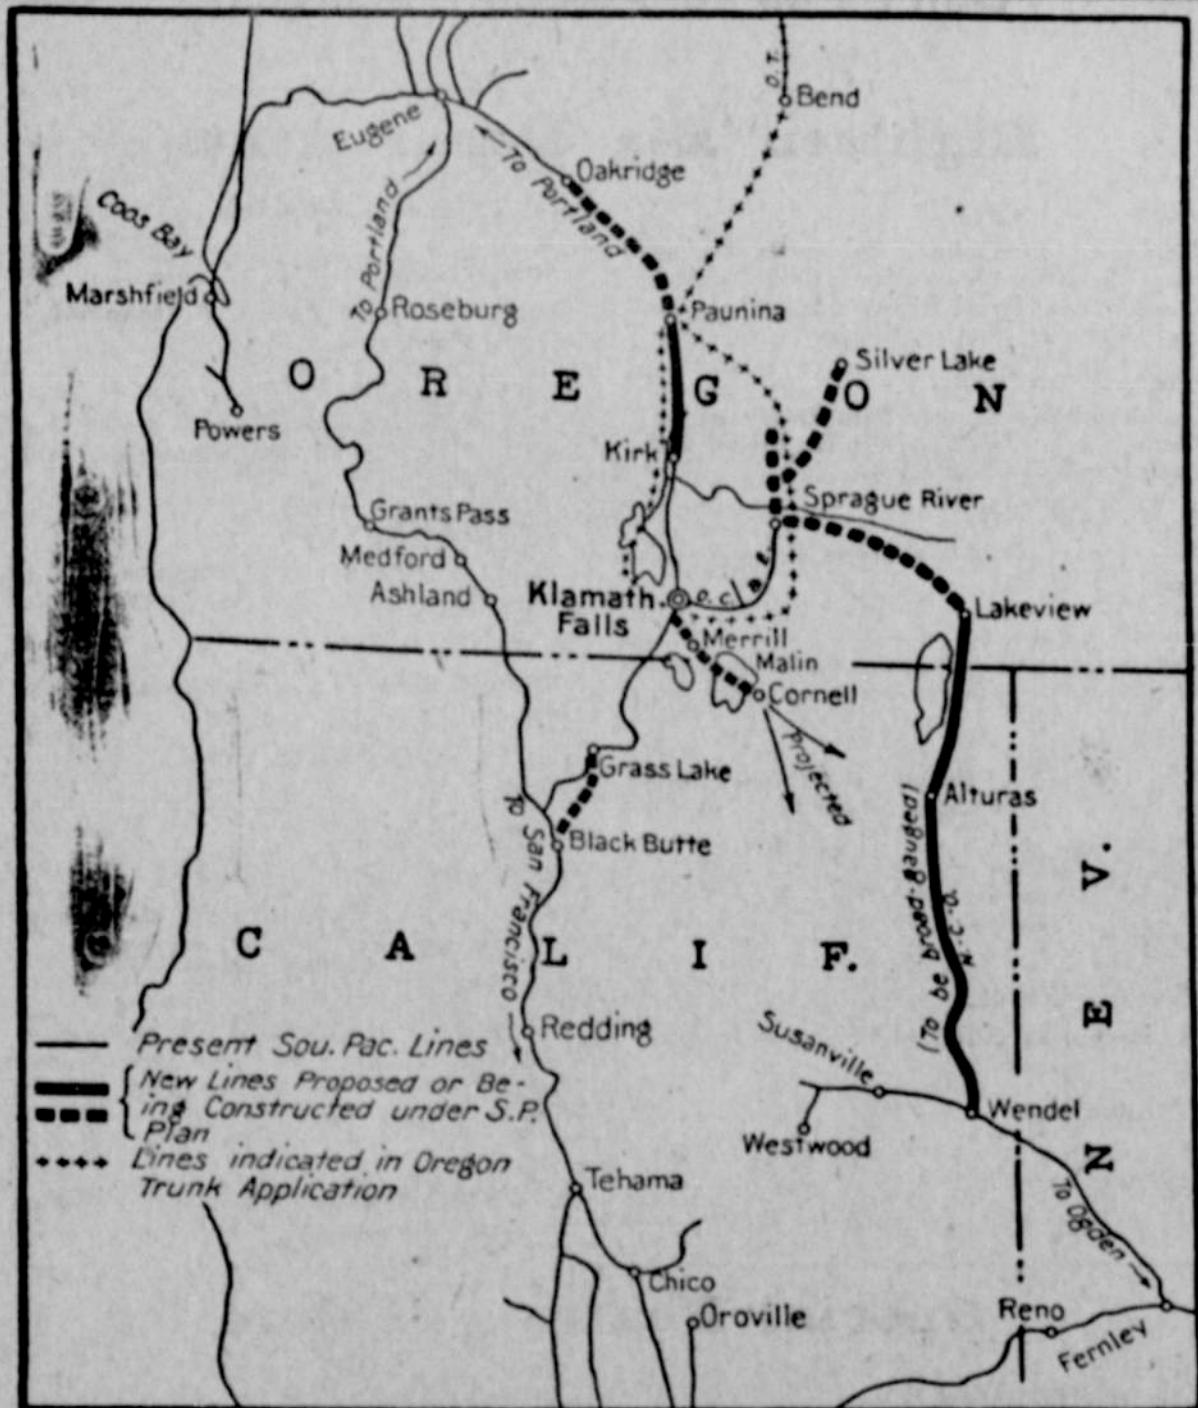 O.T.
Bend
Eugene
To Portland
Oakridge
Coos Bay
To Portland
Marshfield
Roseburg
Paunina
Silver Lake
O R E G O N
Powers
Kirk
Grants Pass
Sprague River
Medford
Ashland
Klamath
Falls
O.C.&E.
Lakeview
Merrill
Malin
Cornell
Projected
Grass Lake
Alturas
To San Francisco
Black Butte
(To be broad-gauged)
N.-C.-O.
N E V.
C A L I F.
Redding
Susanville
Wendel
Westwood
Present Sou. Pac. Lines
New Lines Proposed or Be-
ing Constructed under S.P.
Plan
Lines indicated in Oregon
Trunk Application
Tehama
To Ogden
Chico
Oroville
Reno
Fernley